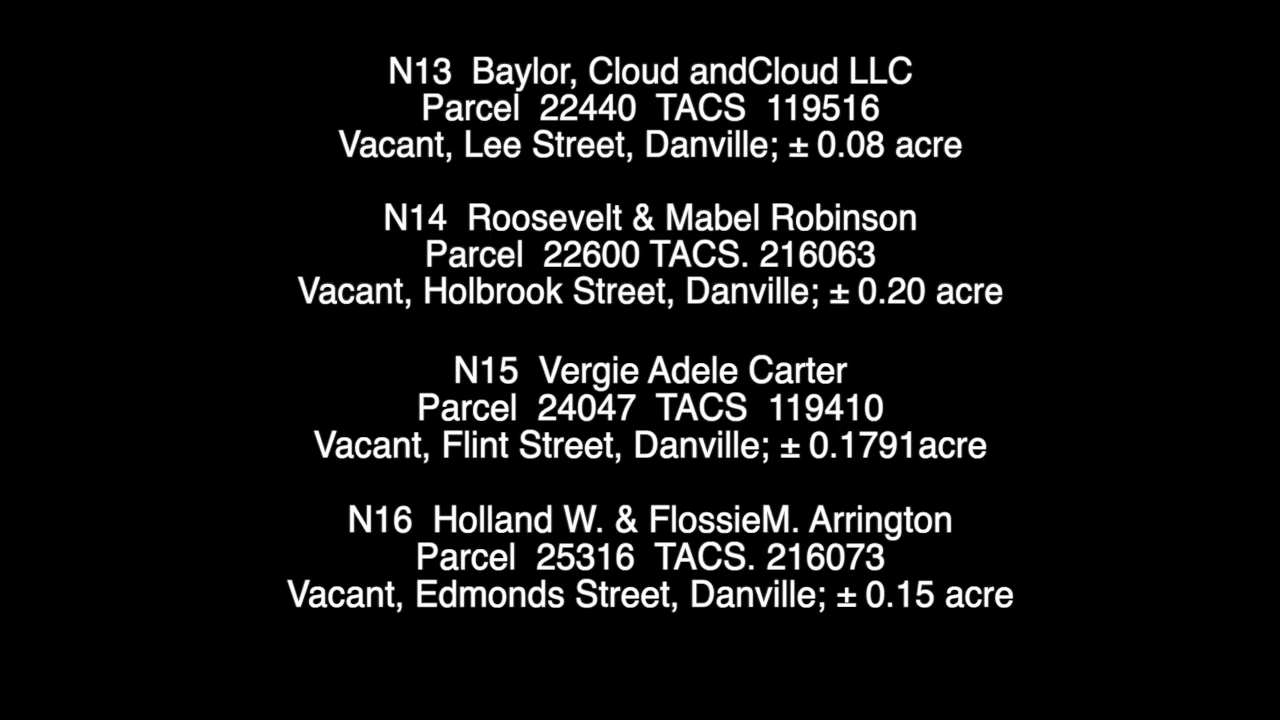 N13  Baylor, Cloud andCloud LLC
Parcel  22440  TACS  119516
Vacant, Lee Street, Danville; ± 0.08 acre
N14  Roosevelt & Mabel Robinson
Parcel  22600 TACS. 216063
Vacant, Holbrook Street, Danville; ± 0.20 acre
N15  Vergie Adele Carter
Parcel  24047  TACS  119410
Vacant, Flint Street, Danville; ± 0.1791acre
N16  Holland W. & FlossieM. Arrington
Parcel  25316  TACS. 216073
Vacant, Edmonds Street, Danville; ± 0.15 acre